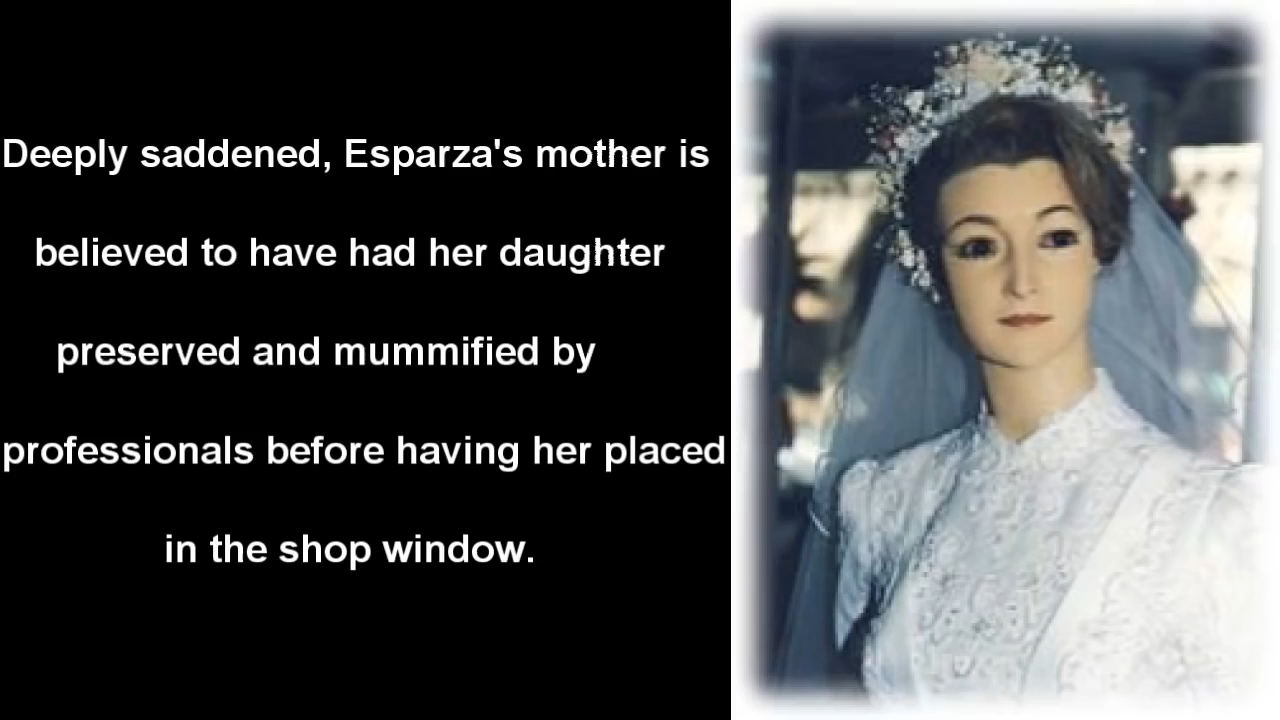 Deeply saddened, Esparza's mother is
believed to have had her daughter
preserved and mummified by
professionals before having her placed
in the shop window.